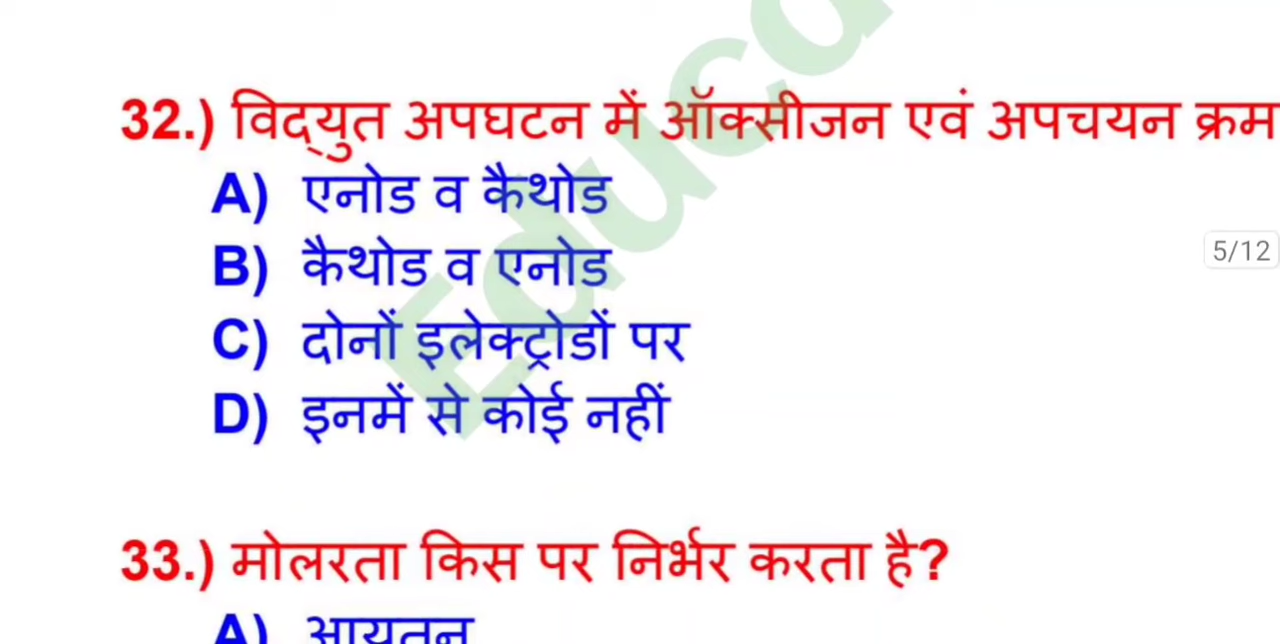 32.) विद्युत अपघटन में ऑक्सीजन एवं अपचयन क्रम
A) एनोड व कैथोड
B) कैथोड व एनोड
C) दोनों इलेक्ट्रोडों पर
D) इनमें से कोई नहीं
5/12
33.) मोलरता किस पर निर्भर करता है?
A) आयतन
Educa